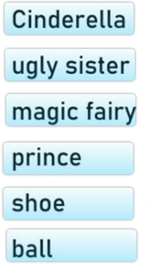 Cinderella
ugly sister
magic fairy
prince
shoe
ball